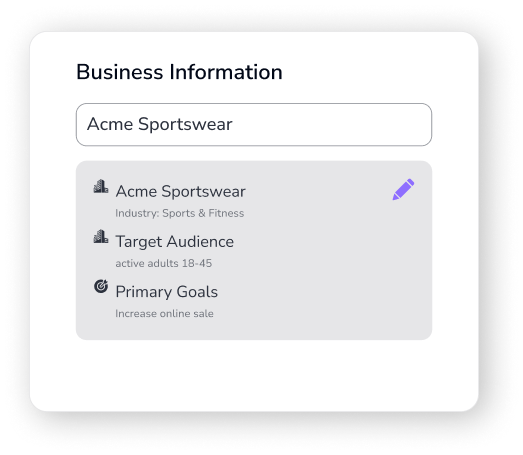 Business Information
Acme Sportswear
Acme Sportswear
Industry: Sports & Fitness
Target Audience
active adults 18-45
Primary Goals
Increase online sale